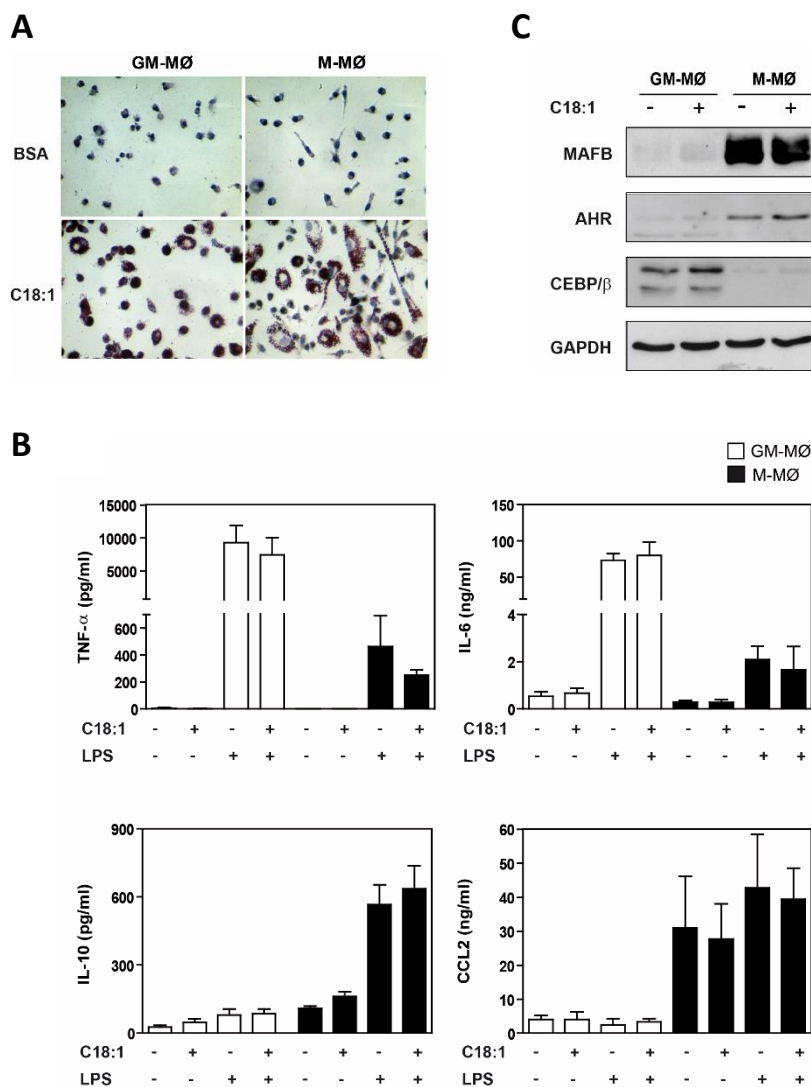 A
GM-MØ M-MØ
BSA
C18:1
C
GM-MØ M-MØ
C18:1 - + - +
MAFB
AHR
CEBP/β
GAPDH
B
GM-MØ
M-MØ
TNF-α (pg/ml)
15000
10000
5000
600
400
200
0
C18:1 - + - + - + - +
LPS - - + + - - + +
IL-6 (ng/ml)
150
100
50
4
2
0
C18:1 - + - + - + - +
LPS - - + + - - + +
IL-10 (pg/ml)
900
600
300
0
C18:1 - + - + - + - +
LPS - - + + - - + +
CCL2 (ng/ml)
60
50
40
30
20
10
0
C18:1 - + - + - + - +
LPS - - + + - - + +